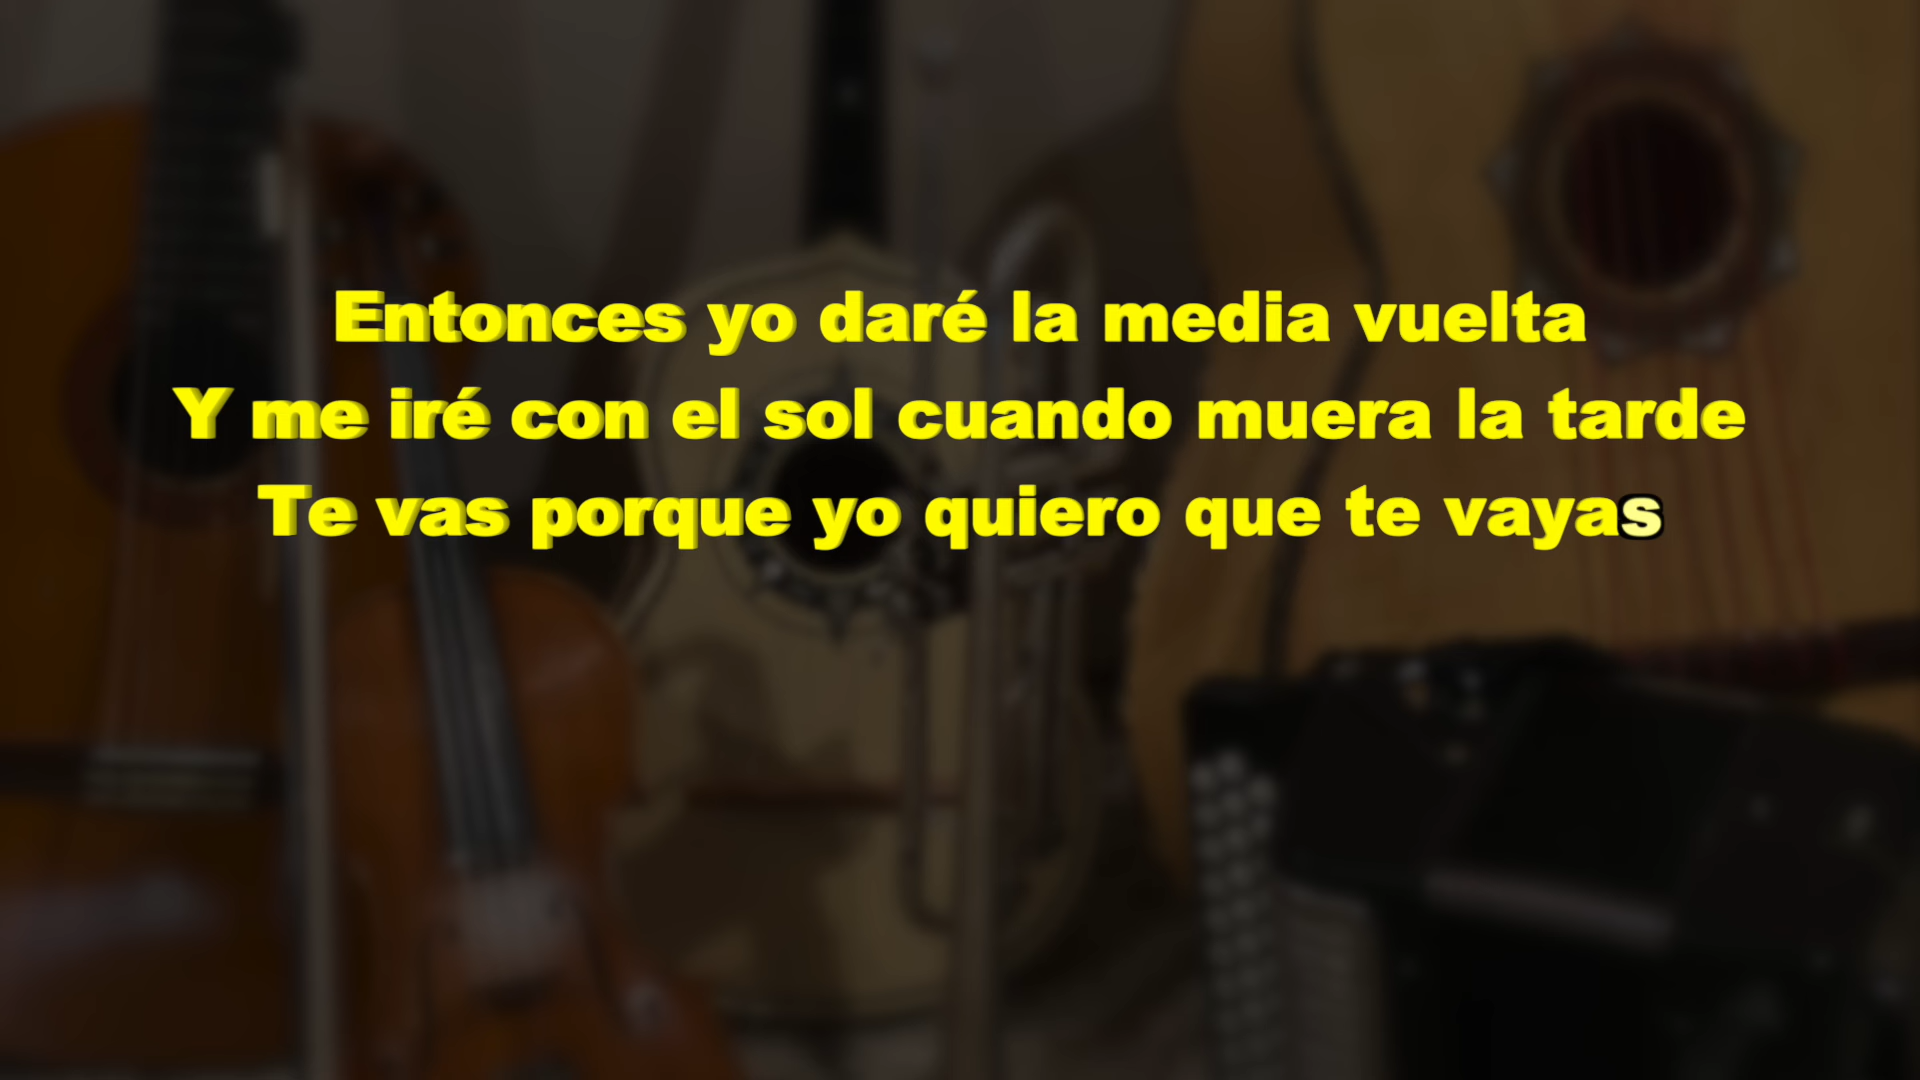 Entonces yo daré la media vuelta
Y me iré con el sol cuando muera la tarde
Te vas porque yo quiero que te vayas